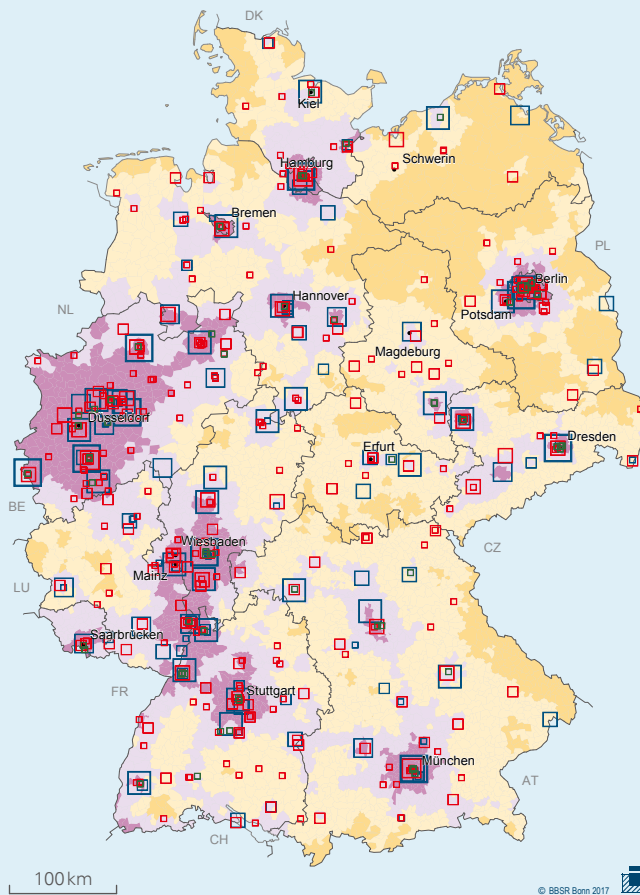 DK
Kiel
Schwerin
Hamburg
Bremen
PL
Berlin
NL
Hannover
Potsdam
Magdeburg
Düsseldorf
Dresden
Erfurt
BE
Wiesbaden
CZ
Mainz
LU
Saarbrücken
FR
Stuttgart
München
AT
CH
100 km
© BBSR Bonn 2017